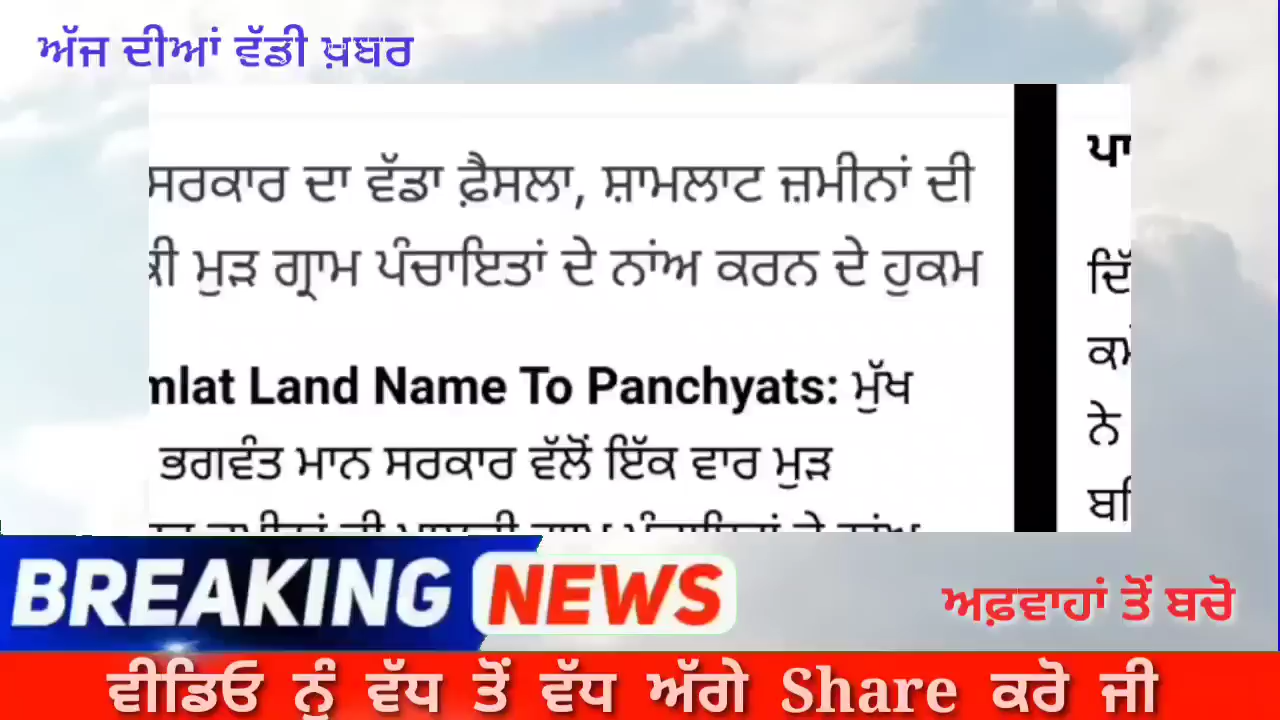 ਅੱਜ ਦੀਆਂ ਵੱਡੀ ਖ਼ਬਰ
ਸਰਕਾਰ ਦਾ ਵੱਡਾ ਫ਼ੈਸਲਾ, ਸ਼ਾਮਲਾਟ ਜ਼ਮੀਨਾਂ ਦੀ
ਕੀ ਮੁੜ ਗ੍ਰਾਮ ਪੰਚਾਇਤਾਂ ਦੇ ਨਾਂਅ ਕਰਨ ਦੇ ਹੁਕਮ
mlat Land Name To Panchyats: ਮੁੱਖ
ਭਗਵੰਤ ਮਾਨ ਸਰਕਾਰ ਵੱਲੋਂ ਇੱਕ ਵਾਰ ਮੁੜ
ਪਾ
ਦਿੱ
ਨੇ
BREAKING NEWS
ਅਫ਼ਵਾਹਾਂ ਤੋਂ ਬਚੋ
ਵੀਡਿਓ ਨੂੰ ਵੱਧ ਤੋਂ ਵੱਧ ਅੱਗੇ Share ਕਰੋ ਜੀ